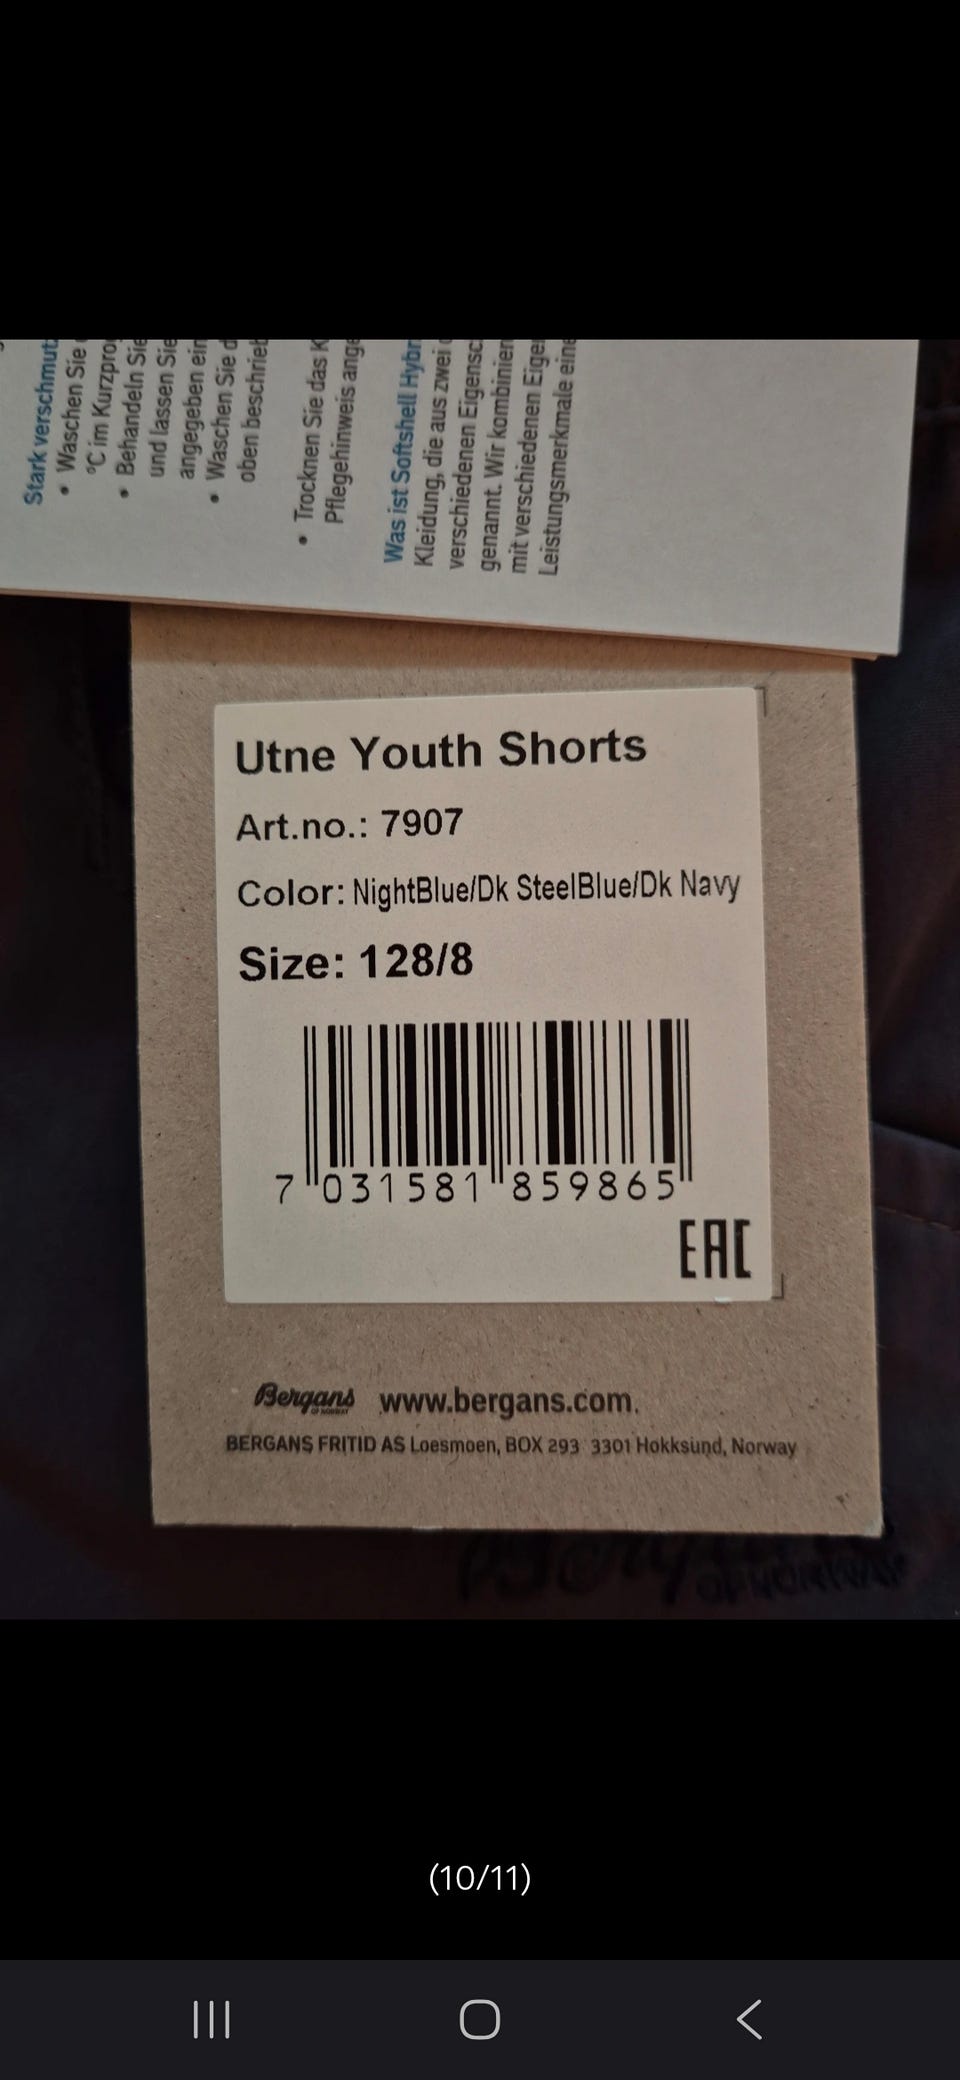 Stark verschmut
• Waschen Sie
°C im Kurzpro
• Behandeln Sie
und lassen Sie
angegeben ein
• Waschen Sie d
oben beschrieb
• Trocknen Sie das K
Pflegehinweis ange
Was ist Softshell Hybr
Kleidung, die aus zwei
verschiedenen Eigensc
genannt. Wir kombinien
mit verschiedenen Eige
Leistungsmerkmale eine
Utne Youth Shorts
Art.no.: 7907
Color: NightBlue/Dk SteelBlue/Dk Navy
Size: 128/8
7 031581 859865
EAC
Bergans OF NORWAY www.bergans.com.
BERGANS FRITID AS Loesmoen, BOX 293 3301 Hokksund, Norway
(10/11)